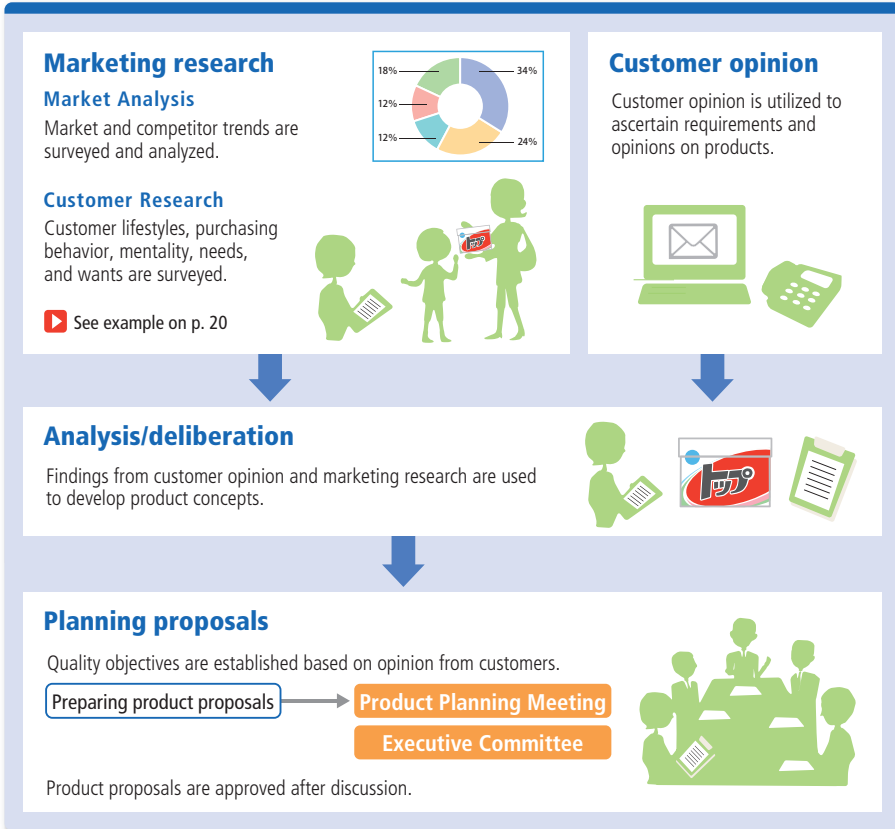 Marketing research
Market Analysis
Market and competitor trends are
surveyed and analyzed.
18%
34%
12%
12%
24%
Customer Research
Customer lifestyles, purchasing
behavior, mentality, needs,
and wants are surveyed.
トップ
See example on p. 20
Customer opinion
Customer opinion is utilized to
ascertain requirements and
opinions on products.
Analysis/deliberation
Findings from customer opinion and marketing research are used
to develop product concepts.
トップ
Planning proposals
Quality objectives are established based on opinion from customers.
Preparing product proposals
Product Planning Meeting
Executive Committee
Product proposals are approved after discussion.